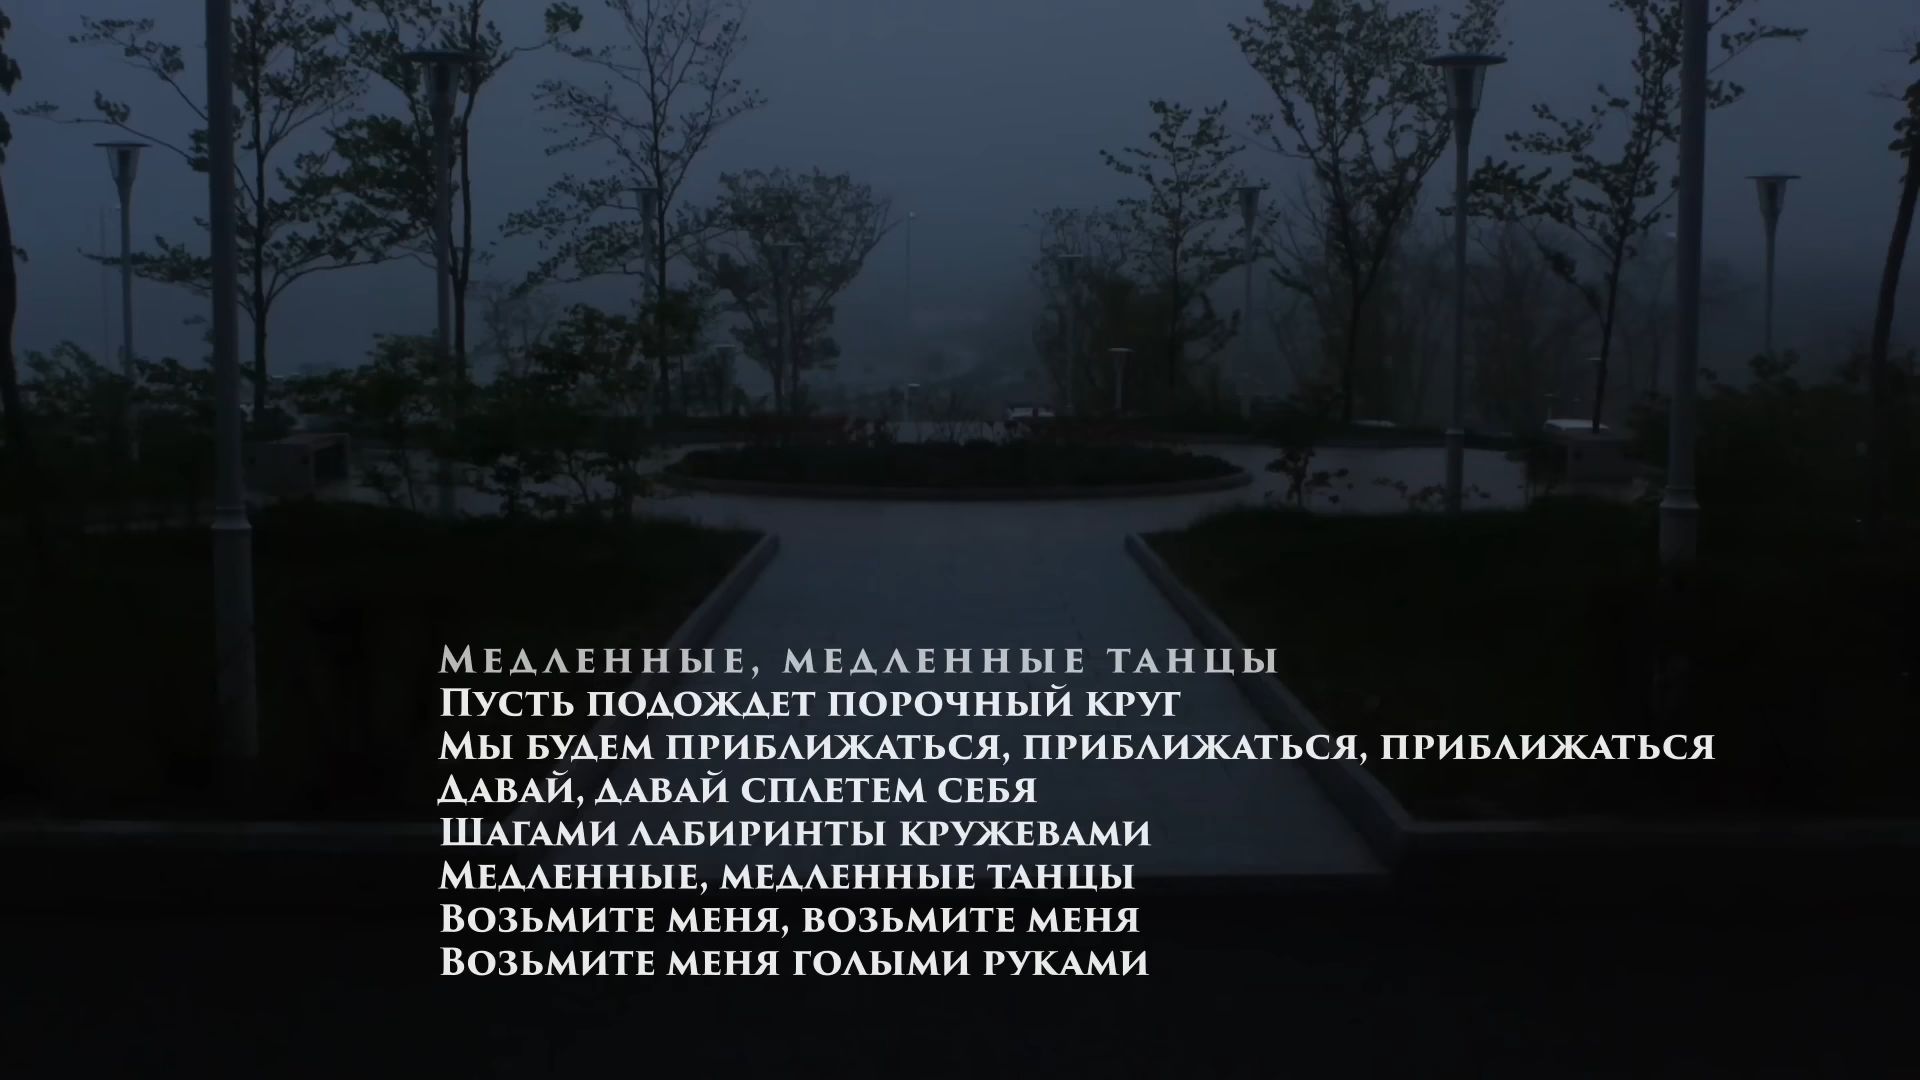 Медленные, медленные танцы
Пусть подождет порочный круг
Мы будем приближаться, приближаться, приближаться
Давай, давай сплетем себя
Шагами лабиринты кружевами
Медленные, медленные танцы
Возьмите меня, возьмите меня
Возьмите меня голыми руками